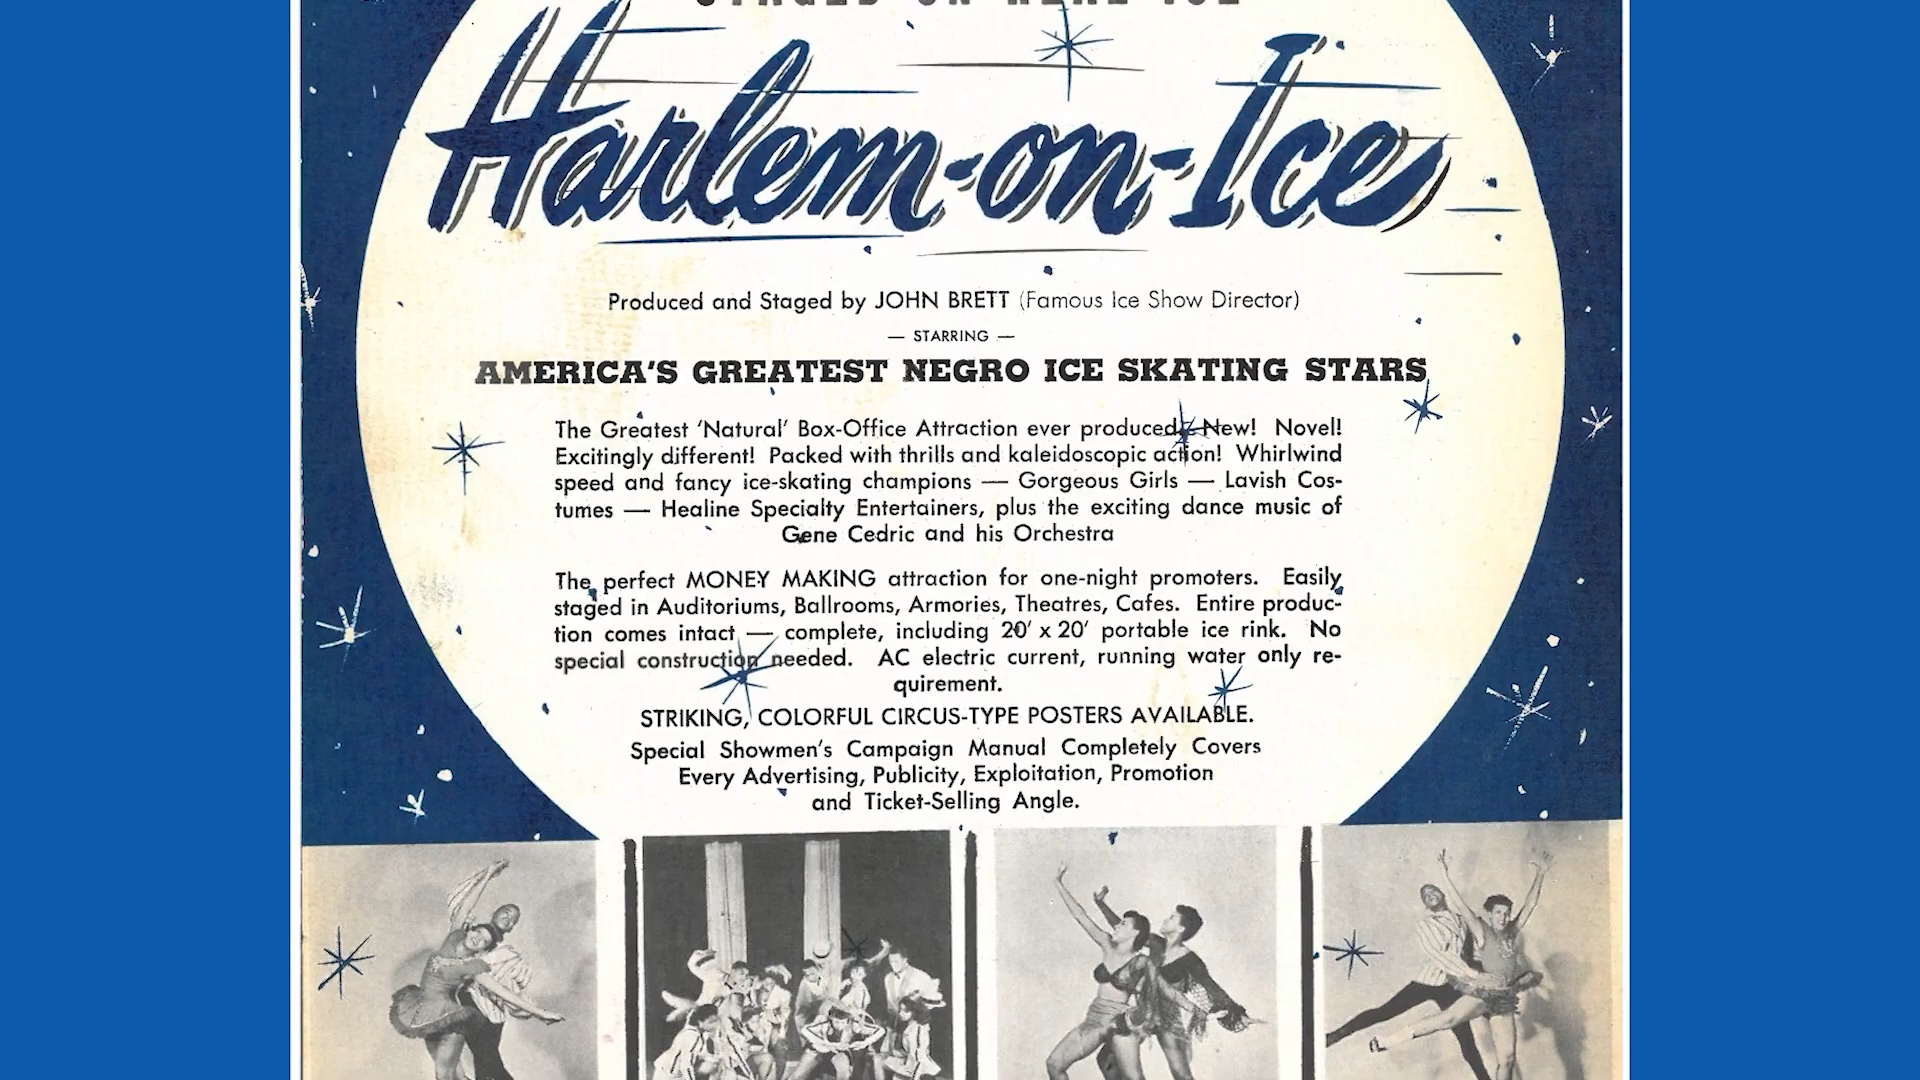 STAGED ON REAL ICE
Harlem-on-Ice
Produced and Staged by JOHN BRETT (Famous Ice Show Director)
— STARRING —
AMERICA'S GREATEST NEGRO ICE SKATING STARS
The Greatest 'Natural' Box-Office Attraction ever produced. New! Novel!
Excitingly different! Packed with thrills and kaleidoscopic action! Whirlwind
speed and fancy ice-skating champions — Gorgeous Girls — Lavish Cos-
tumes — Healine Specialty Entertainers, plus the exciting dance music of
Gene Cedric and his Orchestra
The perfect MONEY MAKING attraction for one-night promoters. Easily
staged in Auditoriums, Ballrooms, Armories, Theatres, Cafes. Entire produc-
tion comes intact — complete, including 20' x 20' portable ice rink. No
special construction needed. AC electric current, running water only re-
quirement.
STRIKING, COLORFUL CIRCUS-TYPE POSTERS AVAILABLE.
Special Showmen's Campaign Manual Completely Covers
Every Advertising, Publicity, Exploitation, Promotion
and Ticket-Selling Angle.